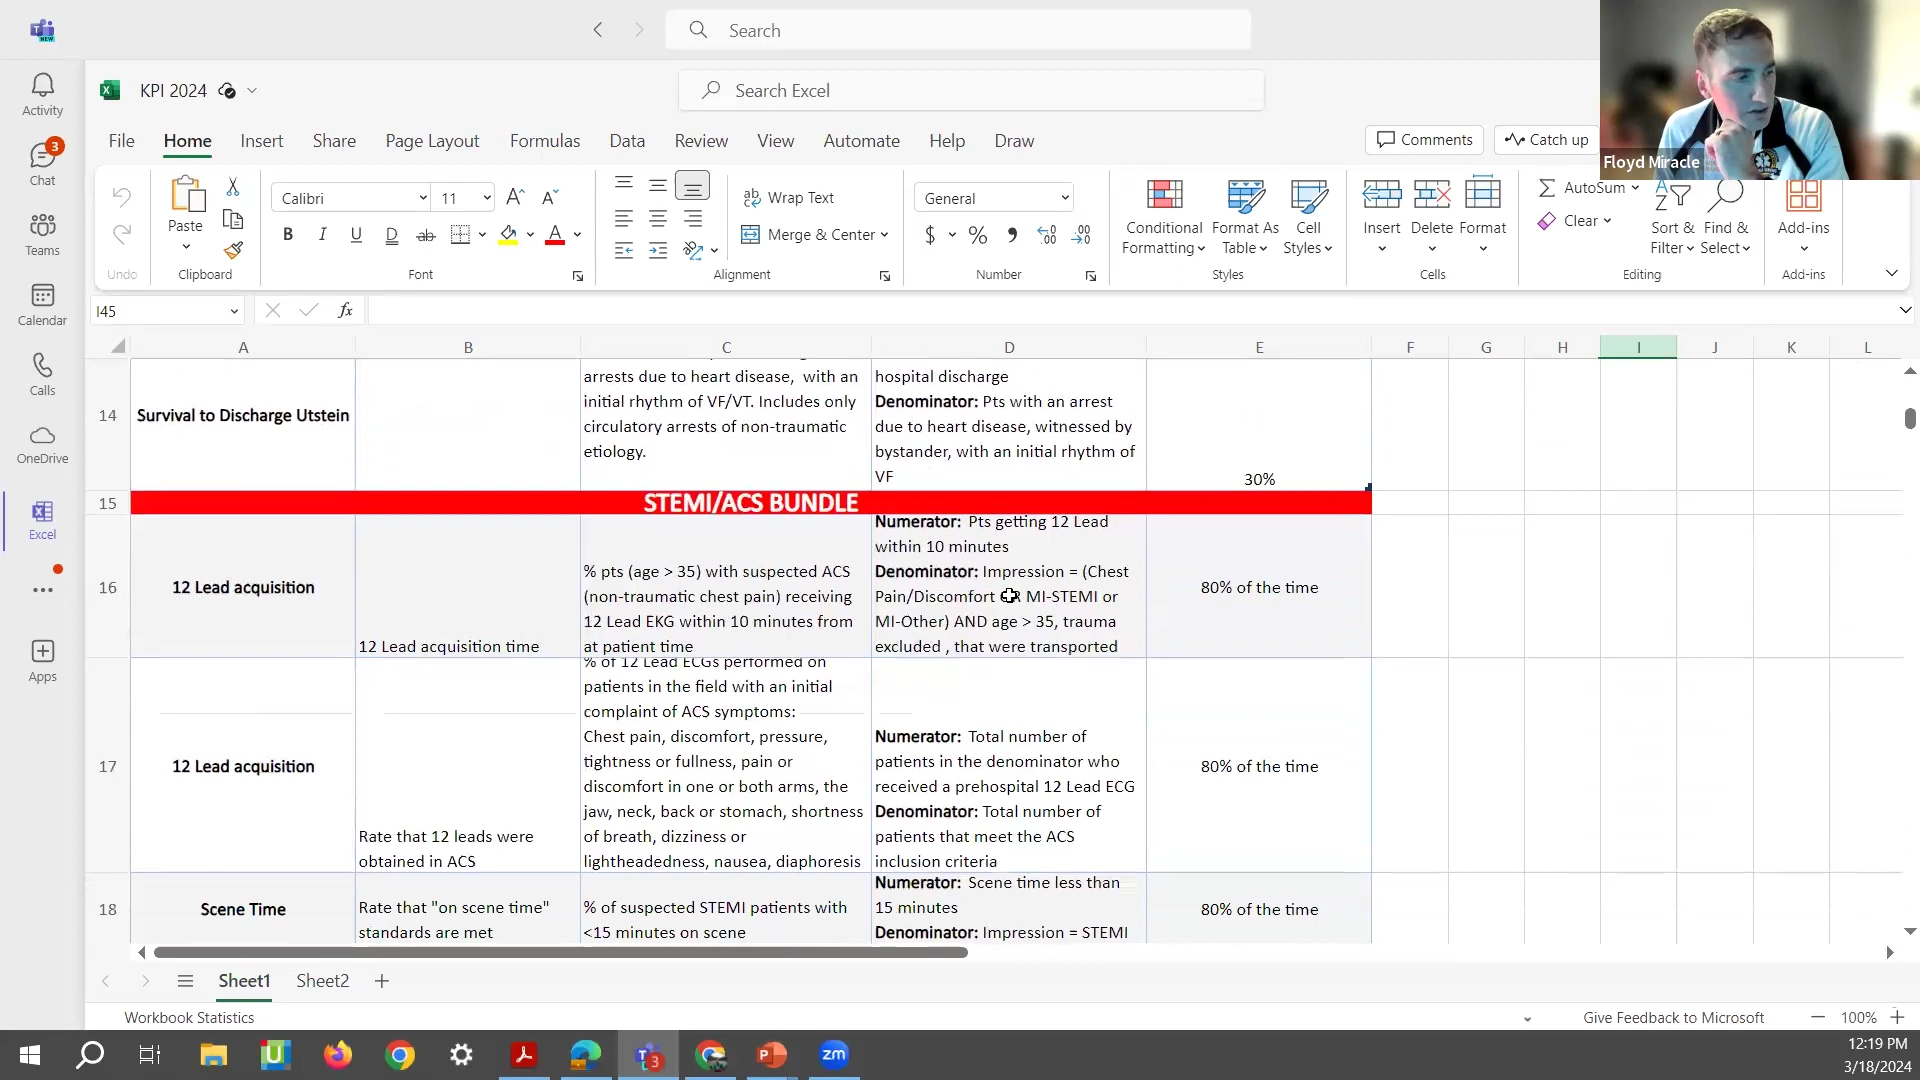 Search
KPI 2024
Search Excel
Floyd Miracle
File Home Insert Share Page Layout Formulas Data Review View Automate Help Draw
Comments Catch up
Activity
3
Chat
Teams
Calendar
Calls
OneDrive
Excel
Apps
Paste
Undo
Clipboard
Calibri 11
B I U D ab
Font
Wrap Text
Merge & Center
Alignment
General
$ % 9
Number
Conditional Formatting
Format As Table
Cell Styles
Styles
Insert Delete Format
Cells
AutoSum
Clear
Sort & Filter
Find & Select
Editing
Add-ins
Add-ins
I45
fx
A B C D E F G H I J K L
14
Survival to Discharge Utstein
arrests due to heart disease, with an
initial rhythm of VF/VT. Includes only
circulatory arrests of non-traumatic
etiology.
hospital discharge
Denominator: Pts with an arrest
due to heart disease, witnessed by
bystander, with an initial rhythm of
VF
30%
15
STEMI/ACS BUNDLE
16
12 Lead acquisition
12 Lead acquisition time
% pts (age > 35) with suspected ACS
(non-traumatic chest pain) receiving
12 Lead EKG within 10 minutes from
at patient time
Numerator: Pts getting 12 Lead
within 10 minutes
Denominator: Impression = (Chest
Pain/Discomfort OR MI-STEMI or
MI-Other) AND age > 35, trauma
excluded , that were transported
80% of the time
17
12 Lead acquisition
Rate that 12 leads were
obtained in ACS
% of 12 Lead ECGs performed on
patients in the field with an initial
complaint of ACS symptoms:
Chest pain, discomfort, pressure,
tightness or fullness, pain or
discomfort in one or both arms, the
jaw, neck, back or stomach, shortness
of breath, dizziness or
lightheadedness, nausea, diaphoresis
Numerator: Total number of
patients in the denominator who
received a prehospital 12 Lead ECG
Denominator: Total number of
patients that meet the ACS
inclusion criteria
80% of the time
18
Scene Time
Rate that "on scene time"
standards are met
% of suspected STEMI patients with
<15 minutes on scene
Numerator: Scene time less than
15 minutes
Denominator: Impression = STEMI
80% of the time
Sheet1 Sheet2
Workbook Statistics
Give Feedback to Microsoft
100%
3
zm
12:19 PM
3/18/2024